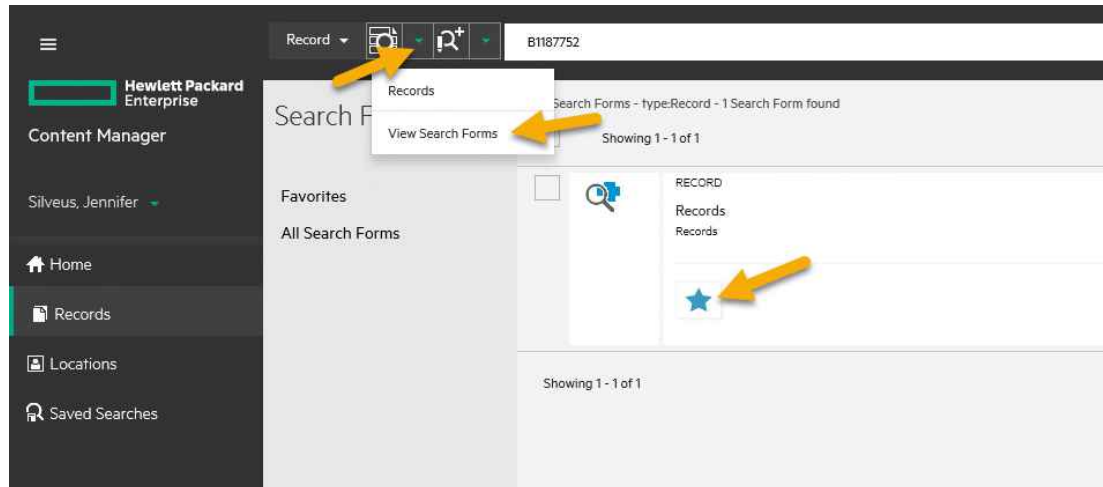 Record
B1187752
Hewlett Packard
Enterprise
Content Manager
Silveus, Jennifer
Home
Records
Locations
Saved Searches
Records
View Search Forms
Search F
Favorites
All Search Forms
Search Forms - type:Record - 1 Search Form found
Showing 1 - 1 of 1
RECORD
Records
Records
Showing 1 - 1 of 1